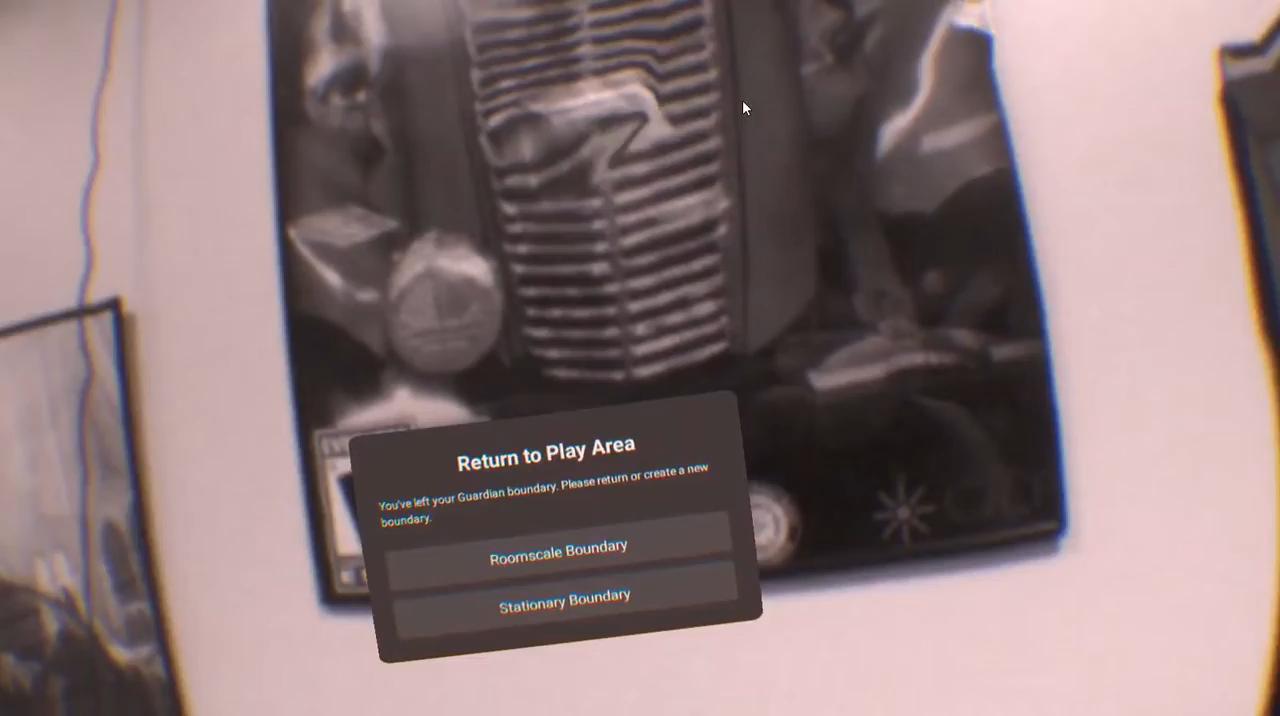 Return to Play Area
You've left your Guardian boundary. Please return or create a new
boundary.
Roomscale Boundary
Stationary Boundary